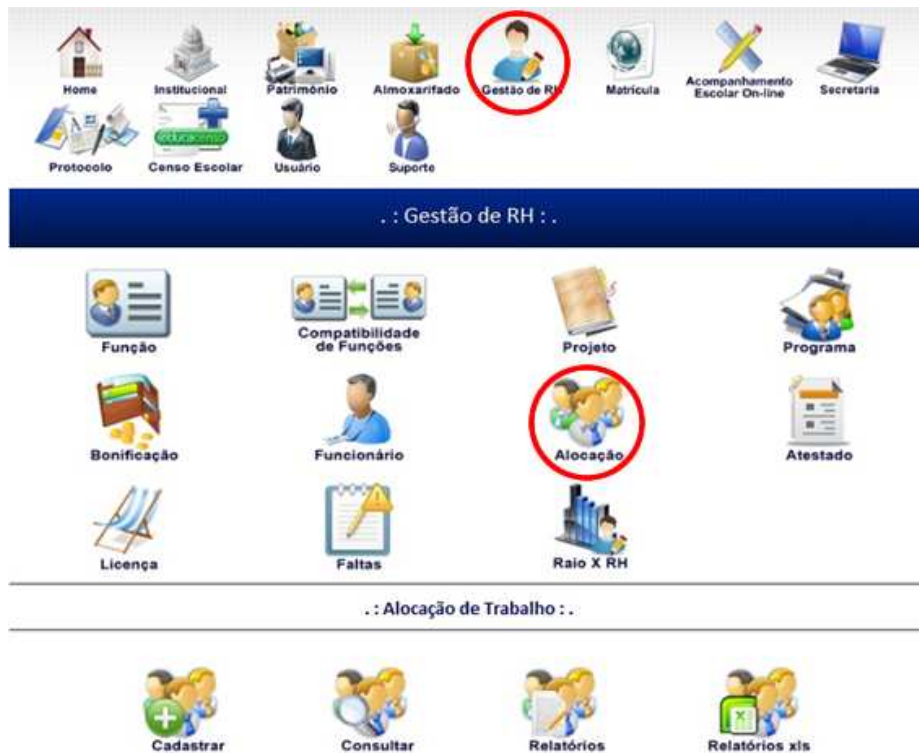 Home
Institucional
Patrimônio
Almoxarifado
Gestão de RH
Matrícula
Acompanhamento
Escolar On-line
Secretaria
Protocolo
educacenso
Censo Escolar
Usuário
Suporte
. : Gestão de RH : .
Função
Compatibilidade
de Funções
Projeto
Programa
Bonificação
Funcionário
Alocação
Atestado
Licença
Faltas
Raio X RH
. : Alocação de Trabalho : .
Cadastrar
Consultar
Relatórios
Relatórios xls